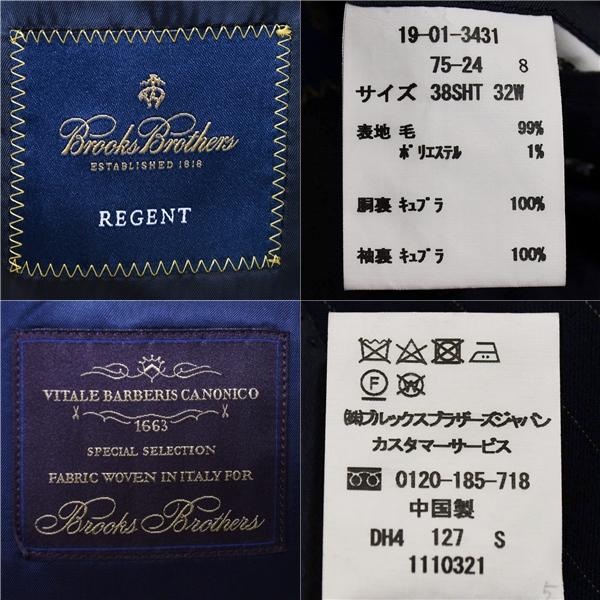 Brooks Brothers
ESTABLISHED 1818
REGENT
19-01-3431
75-24 8
サイズ 38SHT 32W
表地 毛 99%
ポリエステル 1%
胴裏 キュプラ 100%
袖裏 キュプラ 100%
VITALE BARBERIS CANONICO
1663
SPECIAL SELECTION
FABRIC WOVEN IN ITALY FOR
Brooks Brothers
F
W
㈱ブルックスブラザーズジャパン
カスタマーサービス
0120-185-718
中国製
DH4 127 S
1110321
5